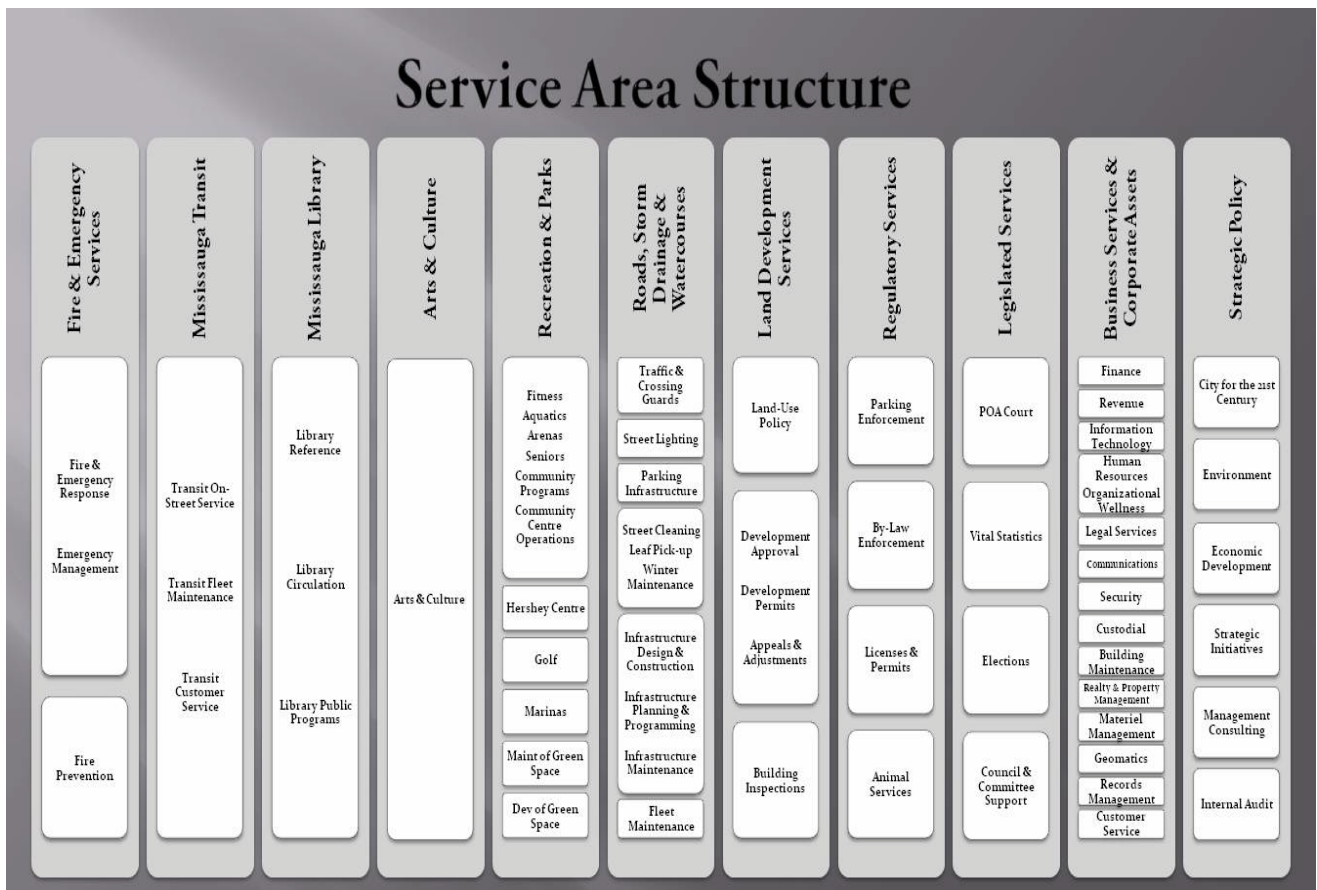 Service Area Structure
Fire & Emergency
Services
Fire &
Emergency
Response
Emergency
Management
Fire
Prevention
Mississauga Transit
Transit On-
Street Service
Transit Fleet
Maintenance
Transit
Customer
Service
Mississauga Library
Library
Reference
Library
Circulation
Library Public
Programs
Arts & Culture
Arts & Culture
Recreation & Parks
Fitness
Aquatics
Arenas
Seniors
Community
Programs
Community
Centre
Operations
Hershey Centre
Golf
Marinas
Maint of Green
Space
Dev of Green
Space
Roads, Storm
Drainage &
Watercourses
Traffic &
Crossing
Guards
Street Lighting
Parking
Infrastructure
Street Cleaning
Leaf Pick-up
Winter
Maintenance
Infrastructure
Design &
Construction
Infrastructure
Planning &
Programming
Infrastructure
Maintenance
Fleet
Maintenance
Land Development
Services
Land-Use
Policy
Development
Approval
Development
Permits
Appeals &
Adjustments
Building
Inspections
Regulatory Services
Parking
Enforcement
By-Law
Enforcement
Licenses &
Permits
Animal
Services
Legislated Services
POA Court
Vital Statistics
Elections
Council &
Committee
Support
Business Services &
Corporate Assets
Finance
Revenue
Information
Technology
Human
Resources
Organizational
Wellness
Legal Services
Communications
Security
Custodial
Building
Maintenance
Realty & Property
Management
Materiel
Management
Geomatics
Records
Management
Customer
Service
Strategic Policy
City for the 21st
Century
Environment
Economic
Development
Strategic
Initiatives
Management
Consulting
Internal Audit